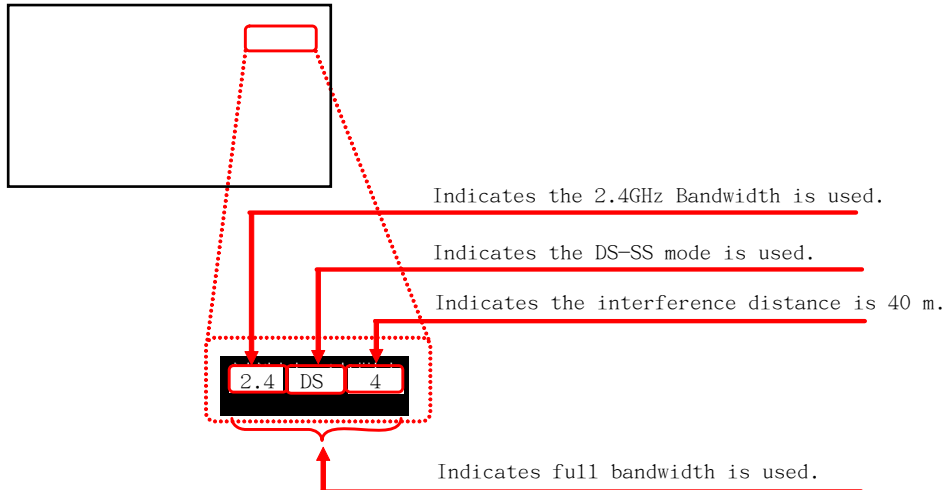 Indicates the 2.4GHz Bandwidth is used.
Indicates the DS-SS mode is used.
Indicates the interference distance is 40 m.
2.4 DS 4
Indicates full bandwidth is used.